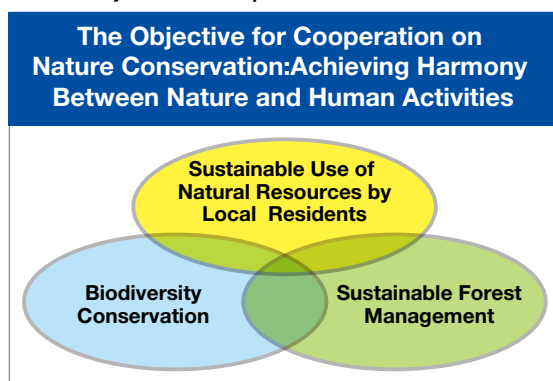 The Objective for Cooperation on
Nature Conservation:Achieving Harmony
Between Nature and Human Activities
Sustainable Use of
Natural Resources by
Local Residents
Biodiversity
Conservation
Sustainable Forest
Management